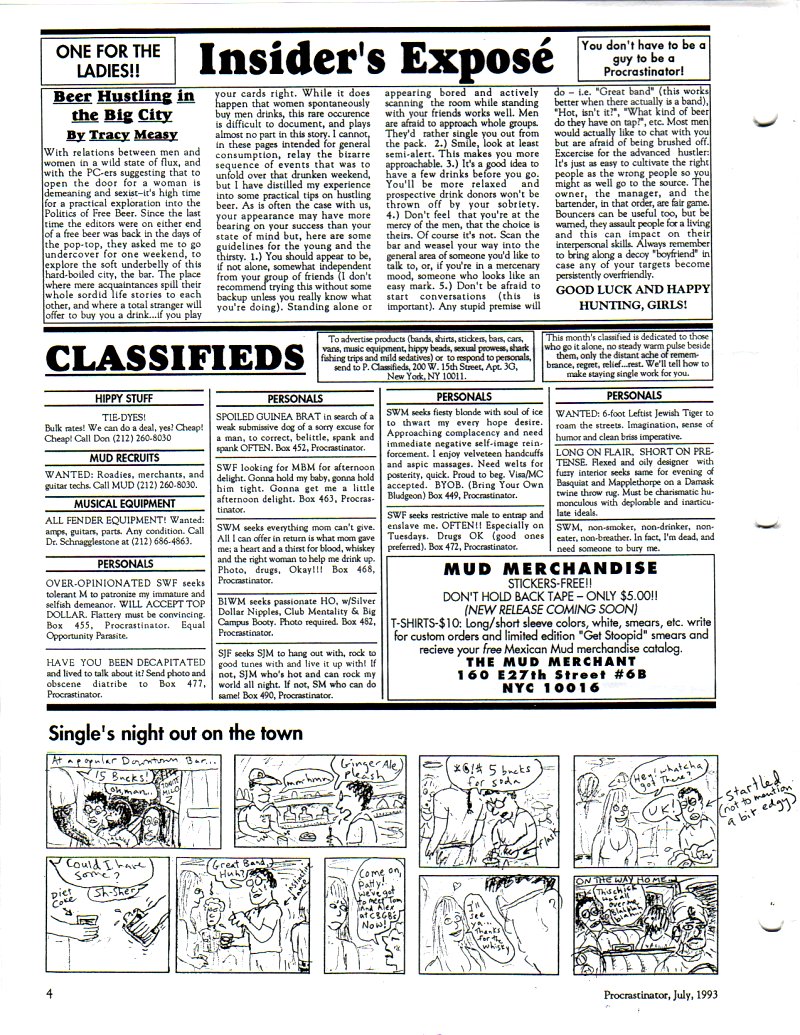 ONE FOR THE
LADIES!!
Insider's Exposé
You don't have to be a
guy to be a
Procrastinator!
Beer Hustling in
the Big City
By Tracy Measy
With relations between men and
women in a wild state of flux, and
with the PC-ers suggesting that to
open the door for a woman is
demeaning and sexist–it's high time
for a practical exploration into the
Politics of Free Beer. Since the last
time the editors were on either end
of a free beer was back in the days of
the pop-top, they asked me to go
undercover for one weekend, to
explore the soft underbelly of this
hard-boiled city, the bar. The place
where mere acquaintances spill their
whole sordid life stories to each
other, and where a total stranger will
offer to buy you a drink...if you play
your cards right. While it does
happen that women spontaneously
buy men drinks, this rare occurence
is difficult to document, and plays
almost no part in this story. I cannot,
in these pages intended for general
consumption, relay the bizarre
sequence of events that was to
unfold over that drunken weekend,
but I have distilled my experience
into some practical tips on hustling
beer. As is often the case with us,
your appearance may have more
bearing on your success than your
state of mind but, here are some
guidelines for the young and the
thirsty. 1.) You should appear to be,
if not alone, somewhat independent
from your group of friends (I don't
recommend trying this without some
backup unless you really know what
you're doing). Standing alone or
appearing bored and actively
scanning the room while standing
with your friends works well. Men
are afraid to approach whole groups.
They'd rather single you out from
the pack. 2.) Smile, look at least
semi-alert. This makes you more
approachable. 3.) It's a good idea to
have a few drinks before you go.
You'll be more relaxed and
prospective drink donors won't be
thrown off by your sobriety.
4.) Don't feel that you're at the
mercy of the men, that the choice is
theirs. Of course it's not. Scan the
bar and weasel your way into the
general area of someone you'd like to
talk to, or, if you're in a mercenary
mood, someone who looks like an
easy mark. 5.) Don't be afraid to
start conversations (this is
important). Any stupid premise will
do – i.e. "Great band" (this works
better when there actually is a band),
"Hot, isn't it?", "What kind of beer
do they have on tap?", etc. Most men
would actually like to chat with you
but are afraid of being brushed off.
Excercise for the advanced hustler:
It's just as easy to cultivate the right
people as the wrong people so you
might as well go to the source. The
owner, the manager, and the
bartender, in that order, are fair game.
Bouncers can be useful too, but be
warned, they assault people for a living
and this can impact on their
interpersonal skills. Always remember
to bring along a decoy "boyfriend" in
case any of your targets become
persistently overfriendly.
GOOD LUCK AND HAPPY
HUNTING, GIRLS!
CLASSIFIEDS
To advertise products (bands, shirts, stickers, bars, cars,
vans, music equipment, hippy beads, sexual prowess, shark
fishing trips and mild sedatives) or to respond to personals,
send to P. Classifieds, 200 W. 15th Street, Apt. 3G,
New York, NY 10011.
This month's classified is dedicated to those
who go it alone, no steady warm pulse beside
them, only the distant ache of remem-
brance, regret, relief...rest. We'll tell how to
make staying single work for you.
HIPPY STUFF
TIE-DYES!
Bulk rates! We can do a deal, yes? Cheap!
Cheap! Call Don (212) 260-8030
MUD RECRUITS
WANTED: Roadies, merchants, and
guitar techs. Call MUD (212) 260-8030.
MUSICAL EQUIPMENT
ALL FENDER EQUIPMENT! Wanted:
amps, guitars, parts. Any condition. Call
Dr. Schnagglestone at (212) 686-4863.
PERSONALS
OVER-OPINIONATED SWF seeks
tolerant M to patronize my immature and
selfish demeanor. WILL ACCEPT TOP
DOLLAR. Flattery must be convincing.
Box 455, Procrastinator. Equal
Opportunity Parasite.
HAVE YOU BEEN DECAPITATED
and lived to talk about it? Send photo and
obscene diatribe to Box 477,
Procrastinator.
PERSONALS
SPOILED GUINEA BRAT in search of a
weak submissive dog of a sorry excuse for
a man, to correct, belittle, spank and
spank OFTEN. Box 452, Procrastinator.
SWF looking for MBM for afternoon
delight. Gonna hold my baby, gonna hold
him tight. Gonna get me a little
afternoon delight. Box 463, Procras-
tinator.
SWM seeks everything mom can't give.
All I can offer in return is what mom gave
me; a heart and a thirst for blood, whiskey
and the right woman to help me drink up.
Photo, drugs, Okay!!! Box 468,
Procrastinator.
BIWM seeks passionate HO, w/Silver
Dollar Nipples, Club Mentality & Big
Campus Booty. Photo required. Box 482,
Procrastinator.
SJF seeks SJM to hang out with, rock to
good tunes with and live it up with! If
not, SJM who's hot and can rock my
world all night. If not, SM who can do
same! Box 490, Procrastinator.
PERSONALS
SWM seeks fiesty blonde with soul of ice
to thwart my every hope desire.
Approaching complacency and need
immediate negative self-image rein-
forcement. I enjoy velveteen handcuffs
and aspic massages. Need welts for
posterity, quick. Proud to beg. Visa/MC
accepted. BYOB. (Bring Your Own
Bludgeon) Box 449, Procrastinator.
SWF seeks restrictive male to entrap and
enslave me. OFTEN!! Especially on
Tuesdays. Drugs OK (good ones
preferred). Box 472, Procrastinator.
PERSONALS
WANTED: 6-foot Leftist Jewish Tiger to
roam the streets. Imagination, sense of
humor and clean briss imperative.
LONG ON FLAIR, SHORT ON PRE-
TENSE. Flexed and oily designer with
fuzzy interior seeks same for evening of
Basquiat and Mapplethorpe on a Damask
twine throw rug. Must be charismatic hu-
monculous with deplorable and inarticu-
late ideals.
SWM, non-smoker, non-drinker, non-
eater, non-breather. In fact, I'm dead, and
need someone to bury me.
MUD MERCHANDISE
STICKERS-FREE!!
DON'T HOLD BACK TAPE – ONLY $5.00!!
(NEW RELEASE COMING SOON)
T-SHIRTS-$10: Long/short sleeve colors, white, smears, etc. write
for custom orders and limited edition "Get Stoopid" smears and
recieve your free Mexican Mud merchandise catalog.
THE MUD MERCHANT
160 E27th Street #6B
NYC 10016
Single's night out on the town
At a popular Downtown Bar...
15 Bucks!
Oh, man...
mm-hmm
Ginger Ale,
pleash
*@!# 5 bucks
for soda
flask
Hey, whatcha
got There?
UK!
startled
(not to mention
a bit edgy)
Could I have
some?
Diet
Coke
Sh-Sher
Great Band,
Huh?
Come on,
Patty!
we've got
to meet Tom
and Alex
at CBGB's
Now!
I'll
see
ya...
Thanks
for the
whisky
ON THE WAY HOME...
This chick
was all
over me
blah
blah
4
Procrastinator, July, 1993